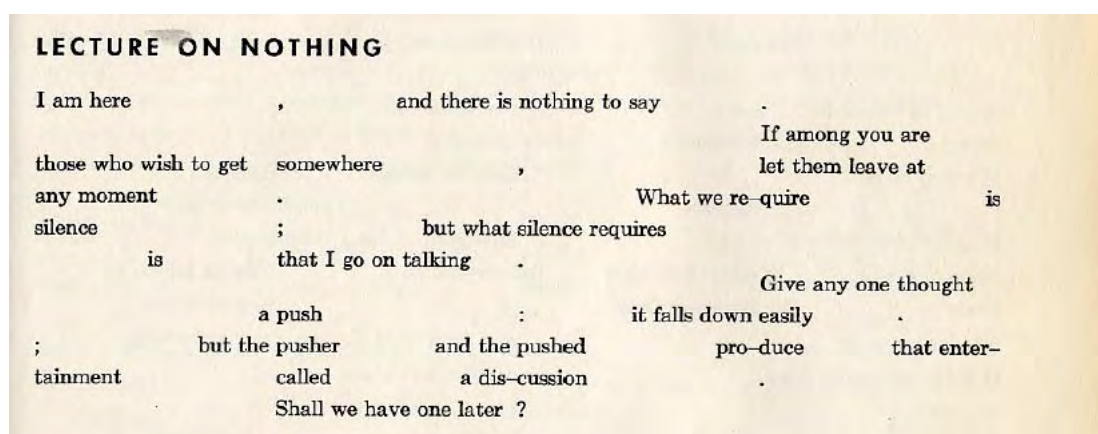 LECTURE ON NOTHING
I am here , and there is nothing to say .
If among you are
those who wish to get somewhere , let them leave at
any moment . What we re–quire is
silence ; but what silence requires
is that I go on talking .
Give any one thought
a push : it falls down easily .
; but the pusher and the pushed pro–duce that enter–
tainment called a dis–cussion .
Shall we have one later ?